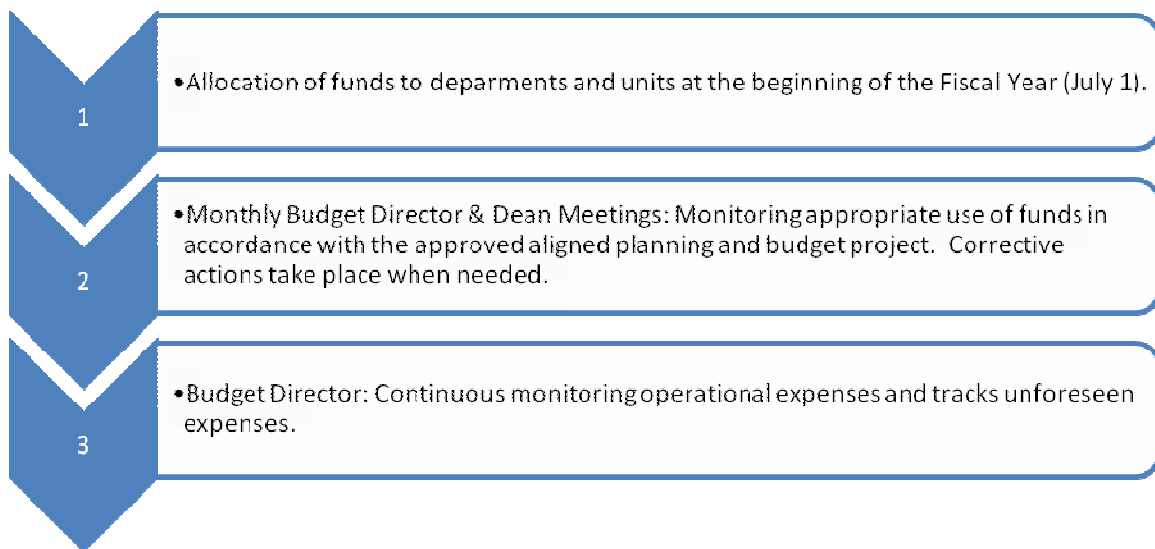 1
•Allocation of funds to deparments and units at the beginning of the Fiscal Year (July 1).
2
•Monthly Budget Director & Dean Meetings: Monitoring appropriate use of funds in
accordance with the approved aligned planning and budget project.  Corrective
actions take place when needed.
3
•Budget Director: Continuous monitoring operational expenses and tracks unforeseen
expenses.